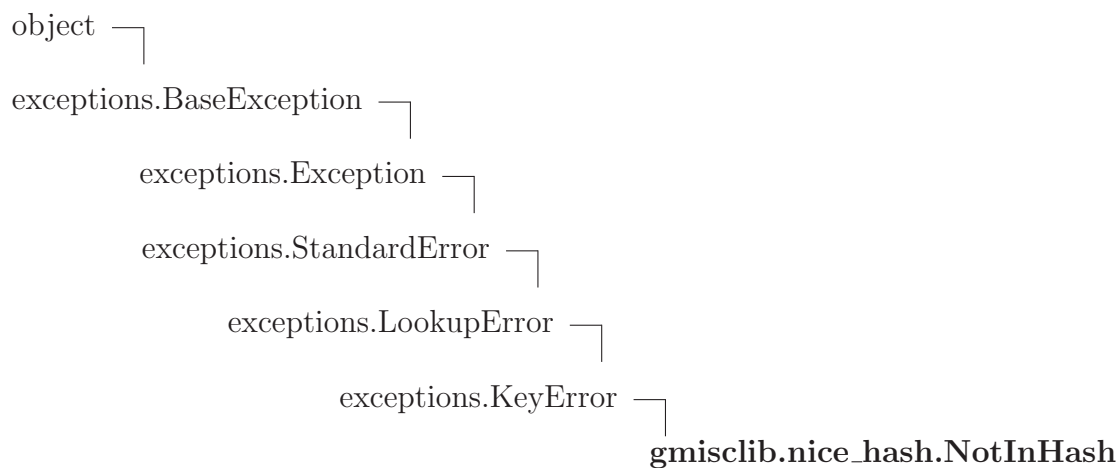 object
exceptions.BaseException
exceptions.Exception
exceptions.StandardError
exceptions.LookupError
exceptions.KeyError
gmisclib.nice_hash.NotInHash